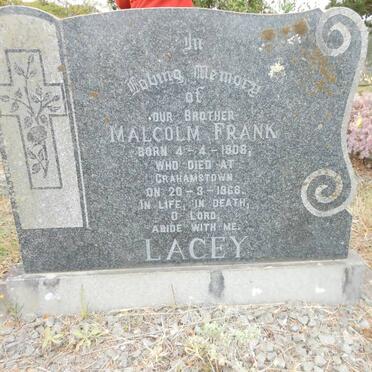 In
Loving Memory
of
OUR BROTHER
MALCOLM FRANK
BORN 4-4-1908,
WHO DIED AT
GRAHAMSTOWN
ON 20-3-1968.
IN LIFE, IN DEATH,
O LORD,
ABIDE WITH ME.
LACEY